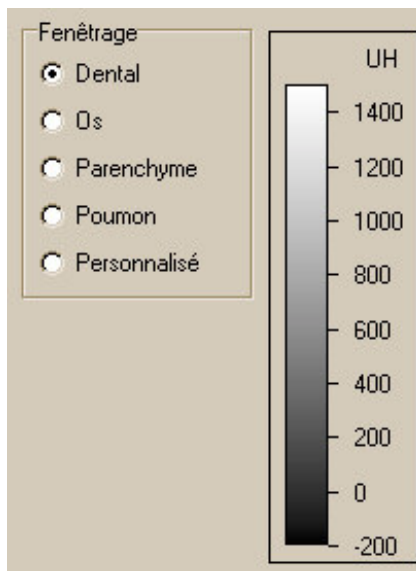 Fenêtrage
Dental
Os
Parenchyme
Poumon
Personnalisé
UH
1400
1200
1000
800
600
400
200
0
-200